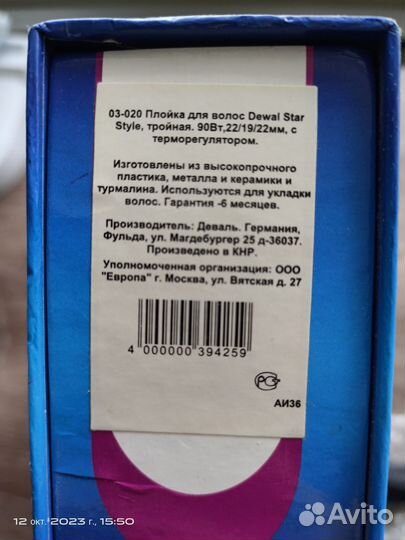 03-020 Плойка для волос Dewal Star
Style, тройная. 90Вт,22/19/22мм, с
терморегулятором.
Изготовлены из высокопрочного
пластика, металла и керамики и
турмалина. Используются для укладки
волос. Гарантия -6 месяцев.
Производитель: Деваль. Германия,
Фульда, ул. Магдебургер 25 д-36037.
Произведено в КНР.
Уполномоченная организация: ООО
"Европа" г. Москва, ул. Вятская д. 27
4 000000 394259
РСТ
АИ36
12 окт. 2023 г., 15:50
Avito